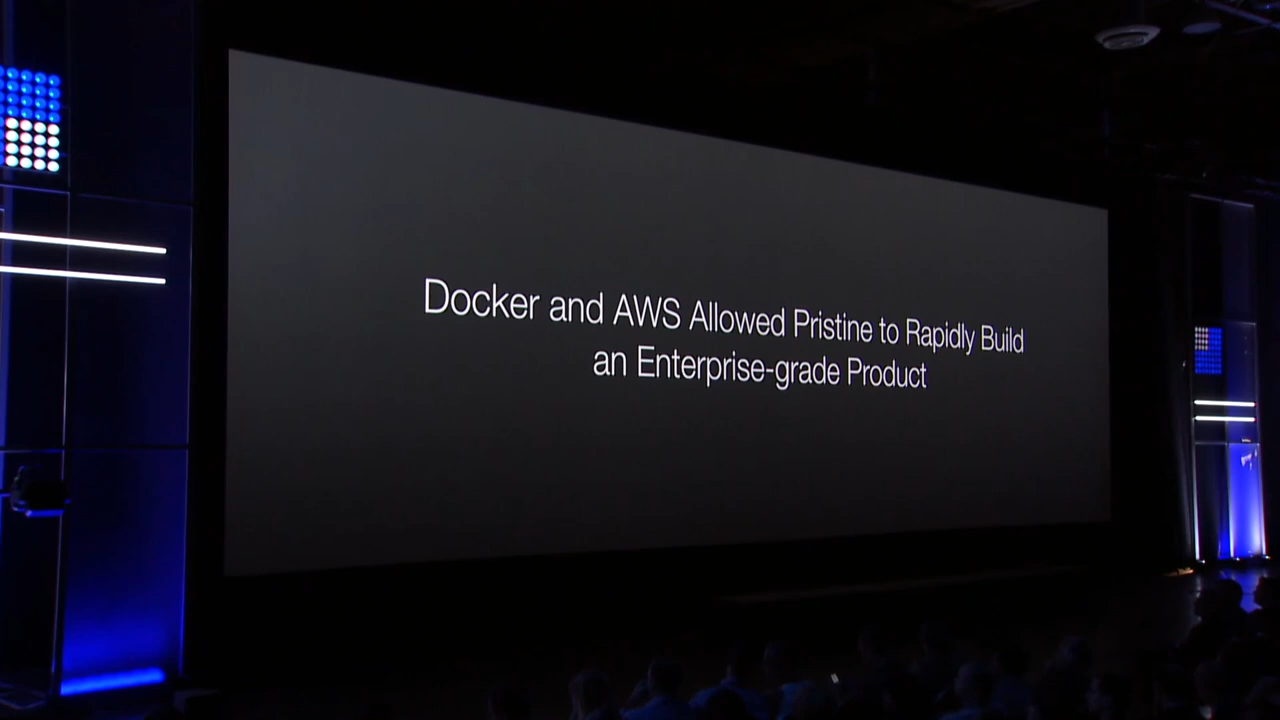 Docker and AWS Allowed Pristine to Rapidly Build
an Enterprise-grade Product